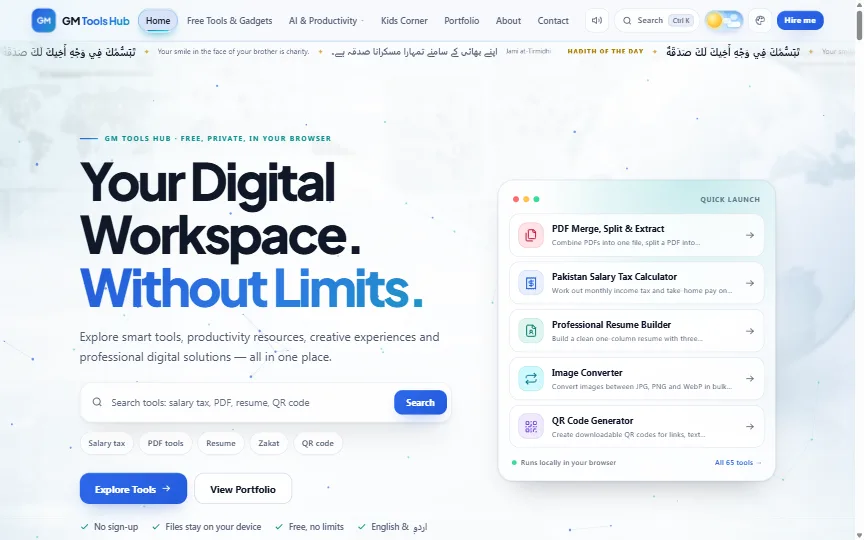 GM GM Tools Hub Home Free Tools & Gadgets AI & Productivity Kids Corner Portfolio About Contact Search Ctrl K Hire me
تَبَسُّمُكَ فِي وَجْهِ أَخِيكَ لَكَ صَدَقَةٌ ✦ Your smile in the face of your brother is charity. ✦ اپنے بھائی کے سامنے تمہارا مسکرانا صدقہ ہے۔ Jami at-Tirmidhi HADITH OF THE DAY ✦ تَبَسُّمُكَ فِي وَجْهِ أَخِيكَ لَكَ صَدَقَةٌ ✦ Your
GM TOOLS HUB · FREE, PRIVATE, IN YOUR BROWSER
Your Digital
Workspace.
Without Limits.
Explore smart tools, productivity resources, creative experiences and
professional digital solutions — all in one place.
Search tools: salary tax, PDF, resume, QR code Search
Salary tax PDF tools Resume Zakat QR code
Explore Tools → View Portfolio
✓ No sign-up ✓ Files stay on your device ✓ Free, no limits ✓ English & اردو
QUICK LAUNCH
PDF Merge, Split & Extract →
Combine PDFs into one file, split a PDF into...
Pakistan Salary Tax Calculator →
Work out monthly income tax and take-home pay on...
Professional Resume Builder →
Build a clean one-column resume with three...
Image Converter →
Convert images between JPG, PNG and WebP in bulk...
QR Code Generator →
Create downloadable QR codes for links, text...
Runs locally in your browser All 65 tools →